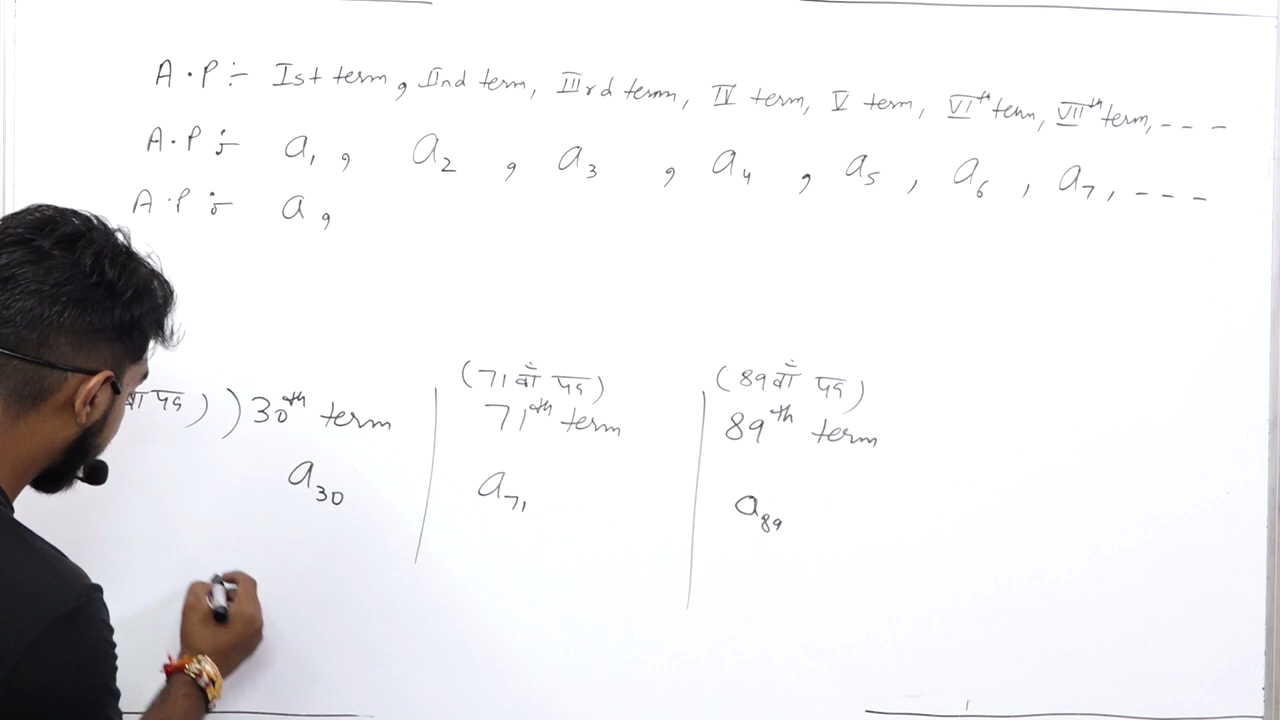 A.P :- Ist term, IInd term, IIIrd term, IV term, V term, VIth term, VIIth term, - - -
A.P :- a₁, a₂, a₃, a₄, a₅, a₆, a₇, - - -
A.P :- a,
(71 वाँ पद) (89 वाँ पद)
वाँ पद) ) 30th term 71th term 89th term
a₃₀ a₇₁ a₈₉